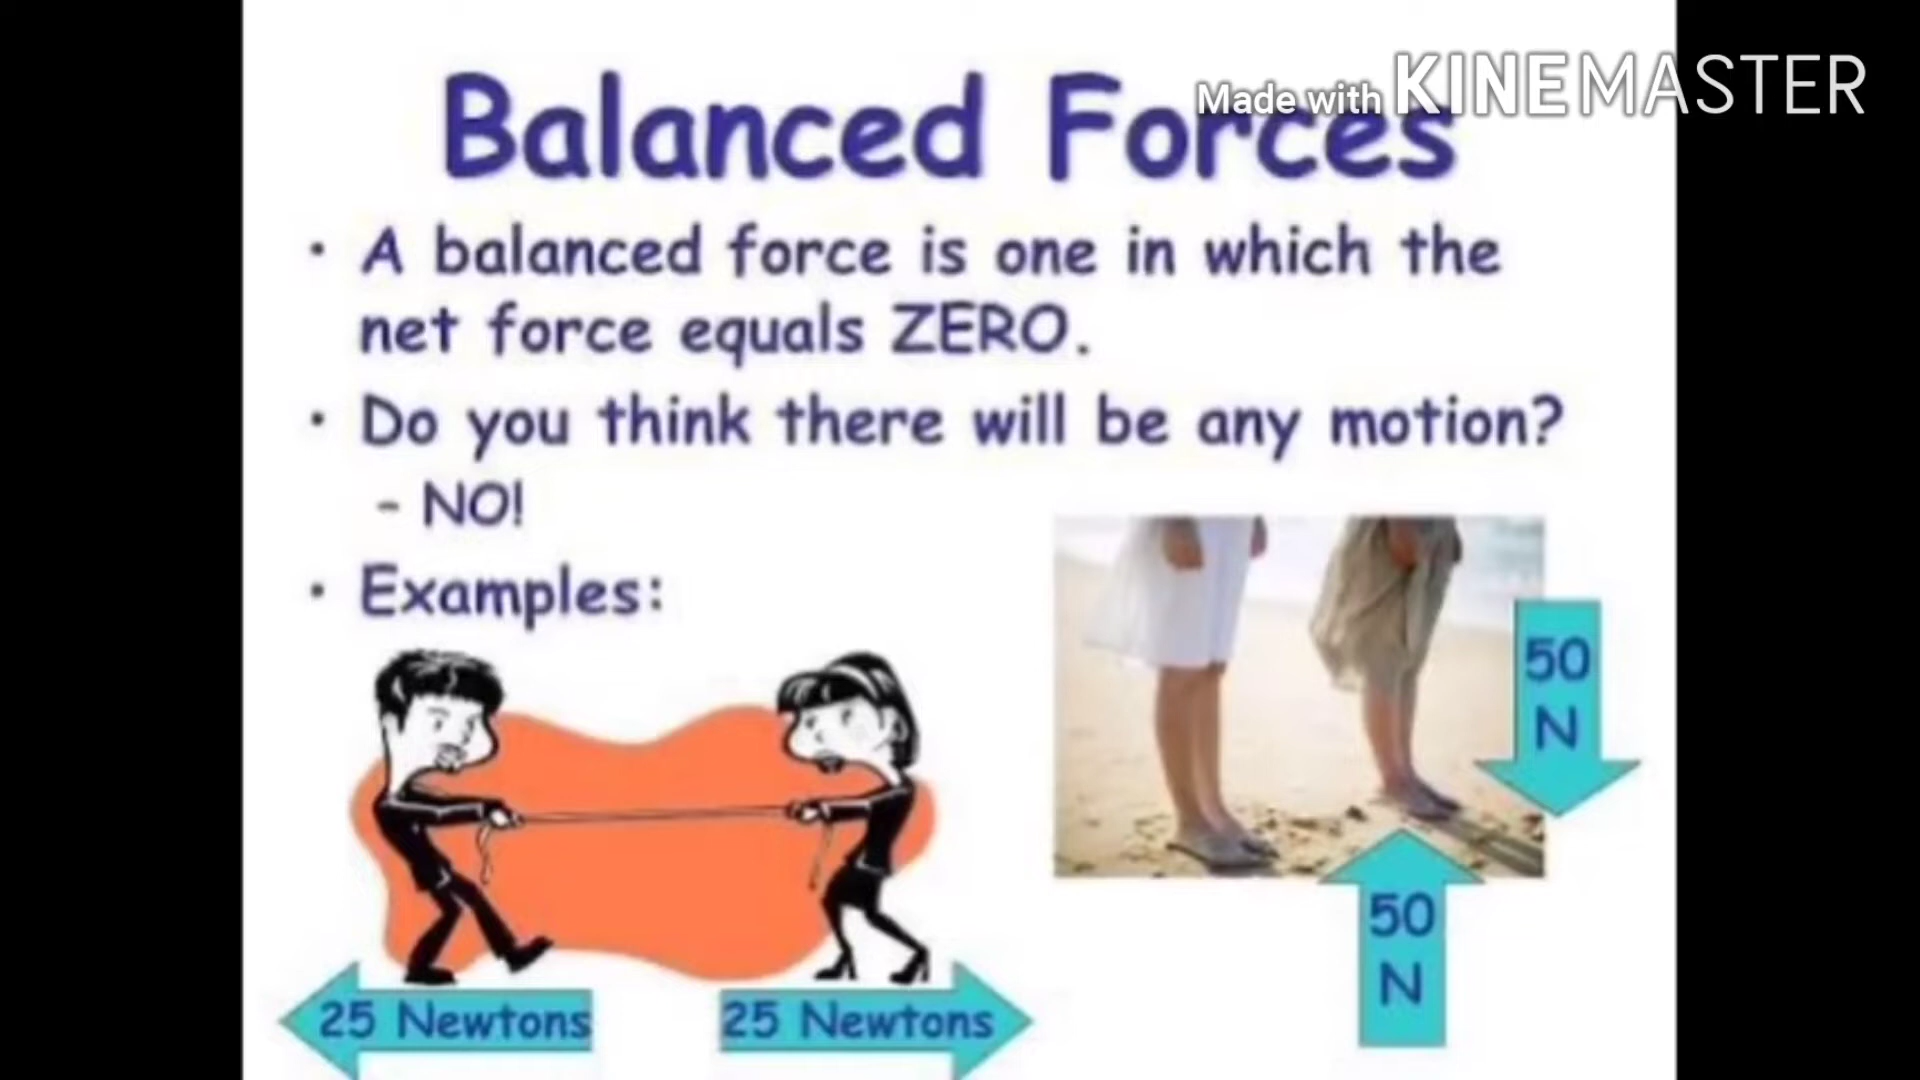 Made with KINEMASTER
Balanced Forces
• A balanced force is one in which the
net force equals ZERO.
• Do you think there will be any motion?
- NO!
• Examples:
50
N
50
N
25 Newtons
25 Newtons